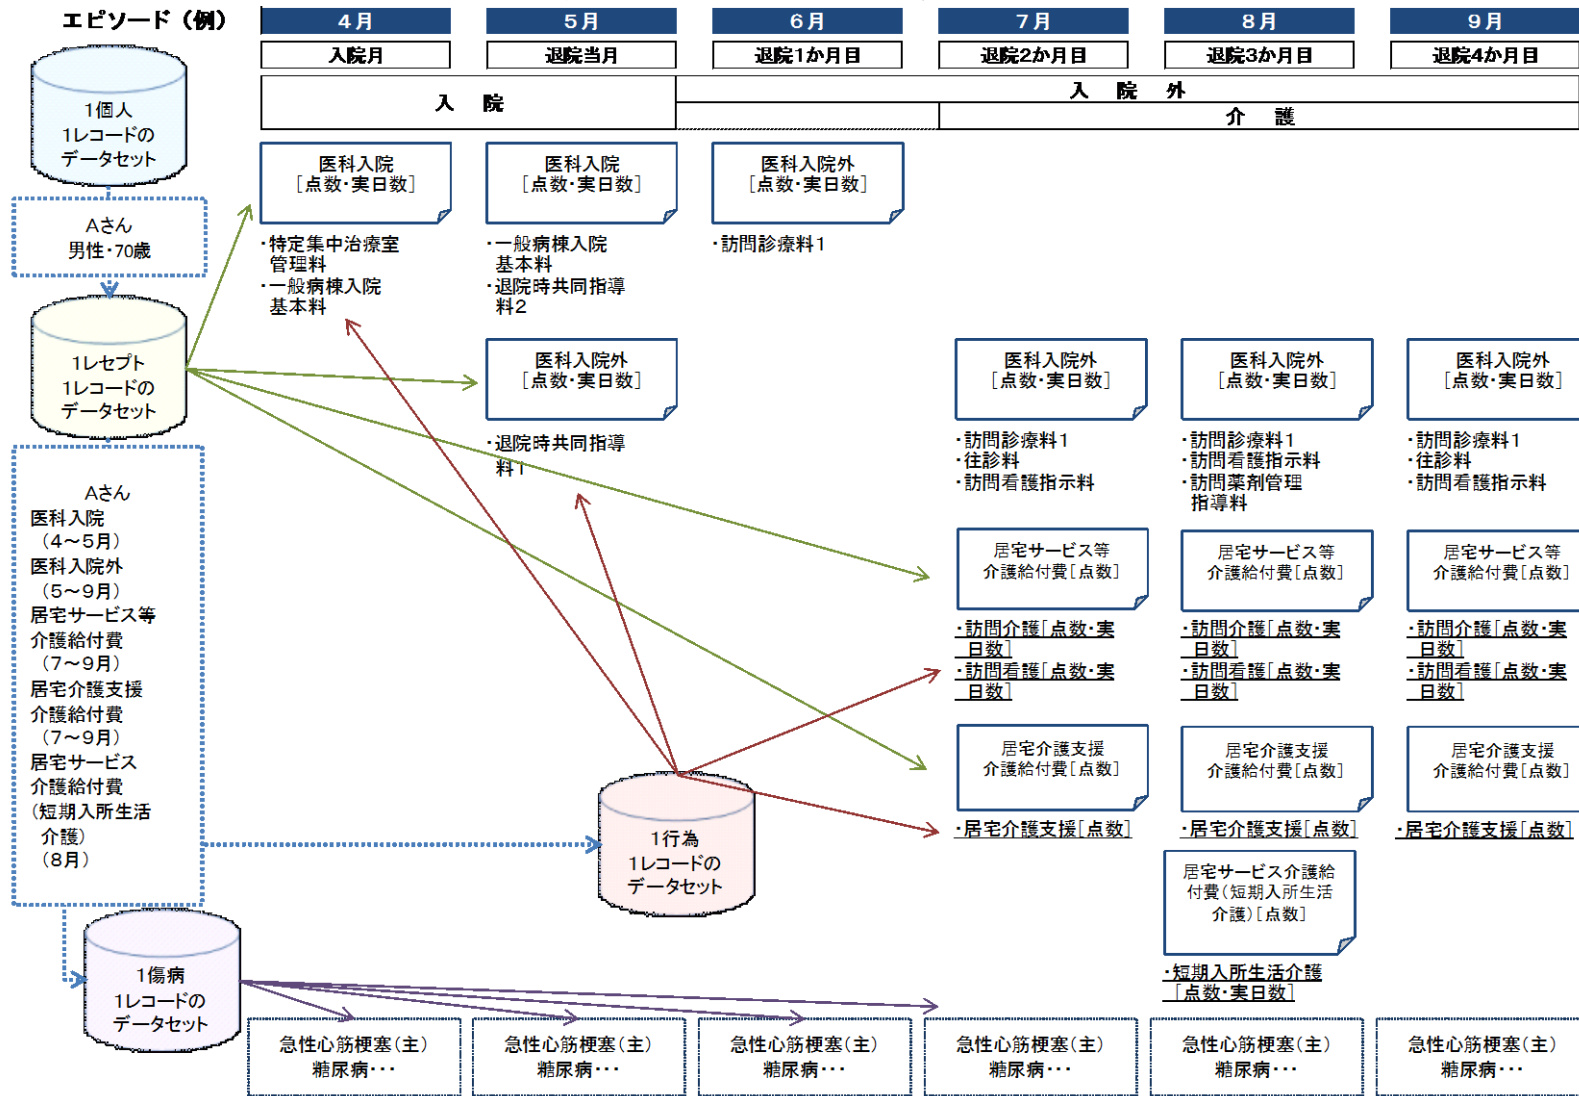 エピソード（例）
4月
5月
6月
7月
8月
9月
入院月
退院当月
退院1か月目
退院2か月目
退院3か月目
退院4か月目
入　院
入　院　外
介　護
1個人
1レコードの
データセット
Aさん
男性・70歳
1レセプト
1レコードの
データセット
Aさん
医科入院
（4～5月）
医科入院外
（5～9月）
居宅サービス等
介護給付費
（7～9月）
居宅介護支援
介護給付費
（7～9月）
居宅サービス
介護給付費
(短期入所生活
介護)
（8月）
1行為
1レコードの
データセット
1傷病
1レコードの
データセット
医科入院
[点数・実日数]
・特定集中治療室
管理料
・一般病棟入院
基本料
医科入院
[点数・実日数]
・一般病棟入院
基本料
・退院時共同指導
料2
医科入院外
[点数・実日数]
・訪問診療料1
医科入院外
[点数・実日数]
・退院時共同指導
料1
医科入院外
[点数・実日数]
・訪問診療料1
・往診料
・訪問看護指示料
医科入院外
[点数・実日数]
・訪問診療料1
・訪問看護指示料
・訪問薬剤管理
指導料
医科入院外
[点数・実日数]
・訪問診療料1
・往診料
・訪問看護指示料
居宅サービス等
介護給付費[点数]
・訪問介護[点数・実
日数]
・訪問看護[点数・実
日数]
居宅サービス等
介護給付費[点数]
・訪問介護[点数・実
日数]
・訪問看護[点数・実
日数]
居宅サービス等
介護給付費[点数]
・訪問介護[点数・実
日数]
・訪問看護[点数・実
日数]
居宅介護支援
介護給付費[点数]
・居宅介護支援[点数]
居宅介護支援
介護給付費[点数]
・居宅介護支援[点数]
居宅介護支援
介護給付費[点数]
・居宅介護支援[点数]
居宅サービス介護給
付費(短期入所生活
介護)[点数]
・短期入所生活介護
[点数・実日数]
急性心筋梗塞(主)
糖尿病・・・
急性心筋梗塞(主)
糖尿病・・・
急性心筋梗塞(主)
糖尿病・・・
急性心筋梗塞(主)
糖尿病・・・
急性心筋梗塞(主)
糖尿病・・・
急性心筋梗塞(主)
糖尿病・・・